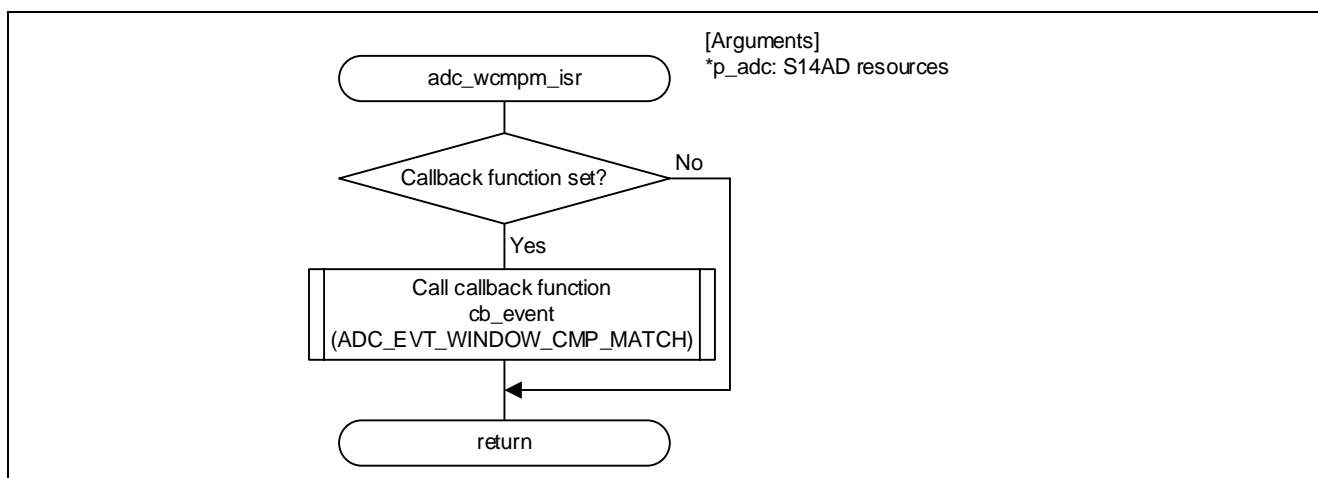 [Arguments]
*p_adc: S14AD resources
adc_wcmpm_isr
Callback function set?
No
Yes
Call callback function
cb_event
(ADC_EVT_WINDOW_CMP_MATCH)
return